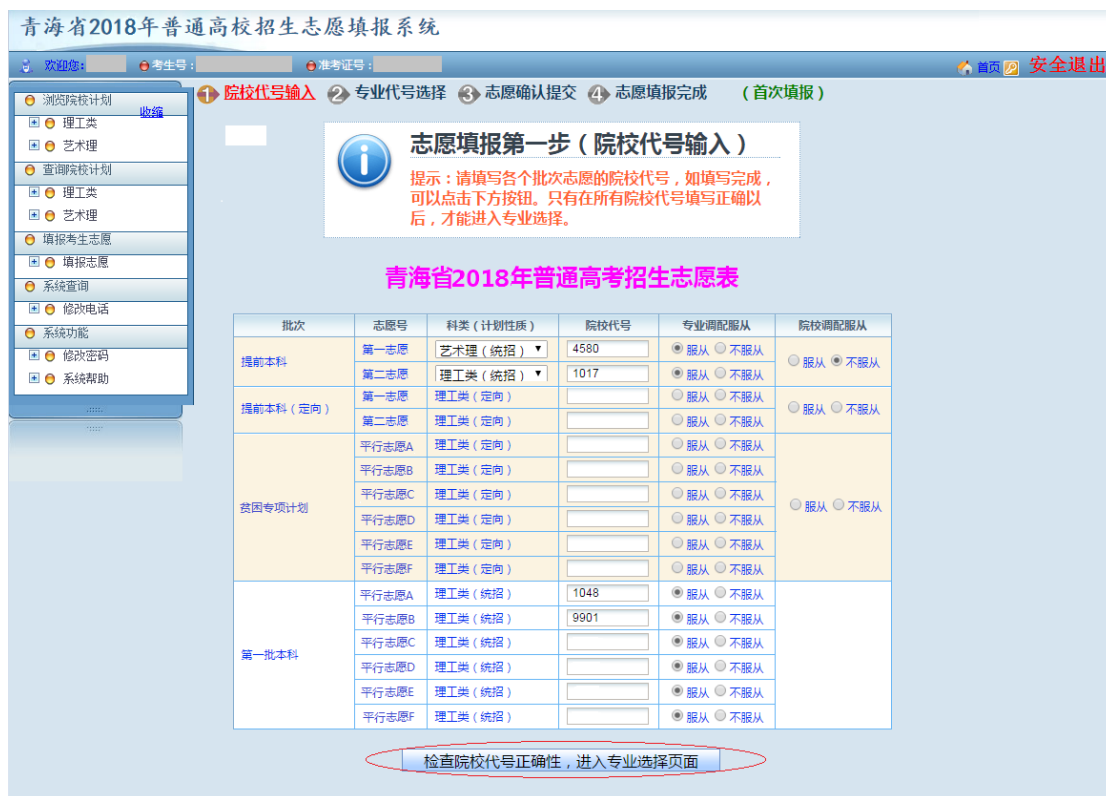 青海省2018年普通高校招生志愿填报系统
欢迎您: 考生号: 准考证号: 首页 安全退出
浏览院校计划
收缩
理工类
艺术理
查询院校计划
理工类
艺术理
填报考生志愿
填报志愿
系统查询
修改电话
系统功能
修改密码
系统帮助
1 院校代号输入 2 专业代号选择 3 志愿确认提交 4 志愿填报完成 (首次填报)
志愿填报第一步(院校代号输入)
提示:请填写各个批次志愿的院校代号,如填写完成,
可以点击下方按钮。只有在所有院校代号填写正确以
后,才能进入专业选择。
青海省2018年普通高考招生志愿表
批次 志愿号 科类(计划性质) 院校代号 专业调配服从 院校调配服从
提前本科
第一志愿 艺术理(统招) 4580 服从 不服从
第二志愿 理工类(统招) 1017 服从 不服从
服从 不服从
提前本科(定向)
第一志愿 理工类(定向) 服从 不服从
第二志愿 理工类(定向) 服从 不服从
服从 不服从
贫困专项计划
平行志愿A 理工类(定向) 服从 不服从
平行志愿B 理工类(定向) 服从 不服从
平行志愿C 理工类(定向) 服从 不服从
平行志愿D 理工类(定向) 服从 不服从
平行志愿E 理工类(定向) 服从 不服从
平行志愿F 理工类(定向) 服从 不服从
服从 不服从
第一批本科
平行志愿A 理工类(统招) 1048 服从 不服从
平行志愿B 理工类(统招) 9901 服从 不服从
平行志愿C 理工类(统招) 服从 不服从
平行志愿D 理工类(统招) 服从 不服从
平行志愿E 理工类(统招) 服从 不服从
平行志愿F 理工类(统招) 服从 不服从
检查院校代号正确性,进入专业选择页面